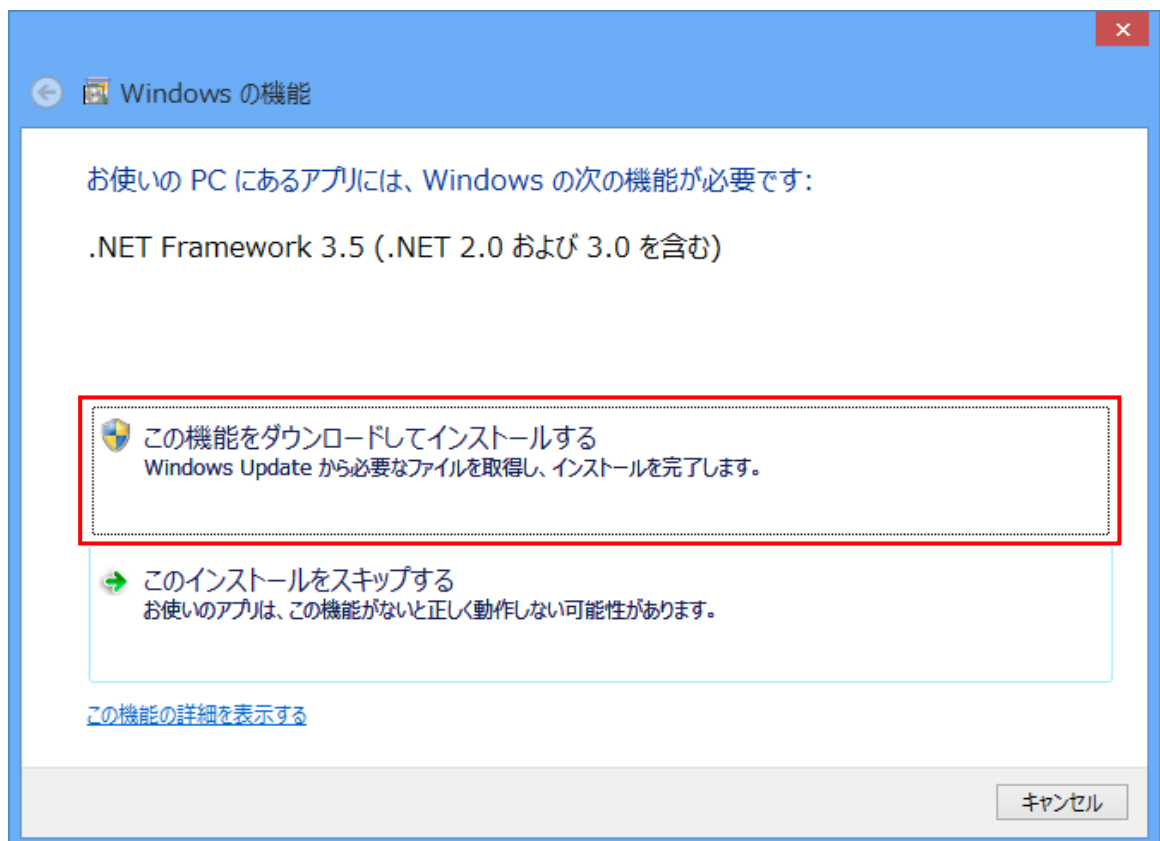 Windows の機能
お使いの PC にあるアプリには、Windows の次の機能が必要です:
.NET Framework 3.5 (.NET 2.0 および 3.0 を含む)
この機能をダウンロードしてインストールする
Windows Update から必要なファイルを取得し、インストールを完了します。
このインストールをスキップする
お使いのアプリは、この機能がないと正しく動作しない可能性があります。
この機能の詳細を表示する
キャンセル